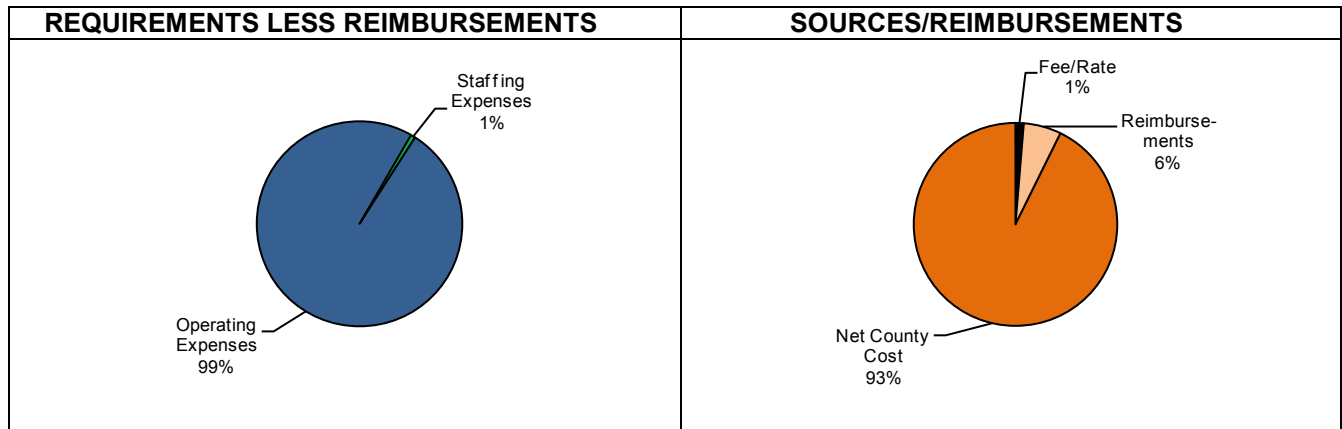 REQUIREMENTS LESS REIMBURSEMENTS
SOURCES/REIMBURSEMENTS
Staffing
Expenses
1%
Operating
Expenses
99%
Fee/Rate
1%
Reimburse-
ments
6%
Net County
Cost
93%